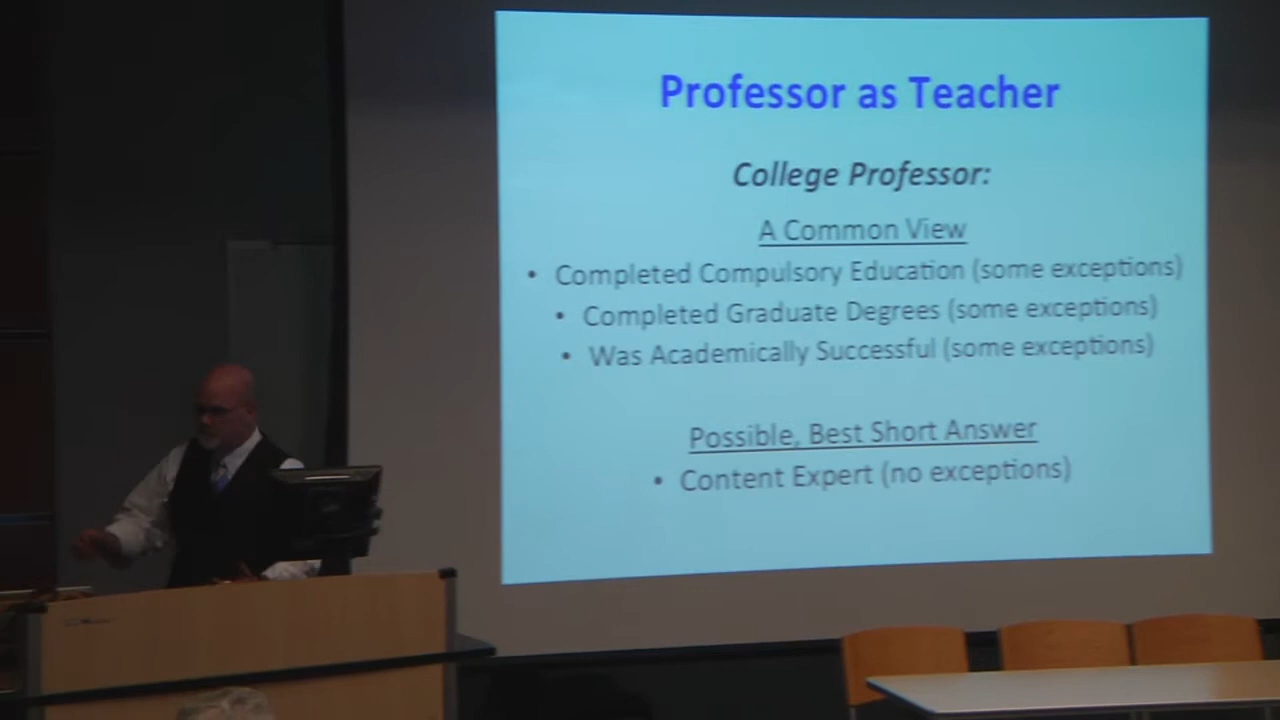 Professor as Teacher
College Professor:
A Common View
• Completed Compulsory Education (some exceptions)
• Completed Graduate Degrees (some exceptions)
• Was Academically Successful (some exceptions)
Possible, Best Short Answer
• Content Expert (no exceptions)